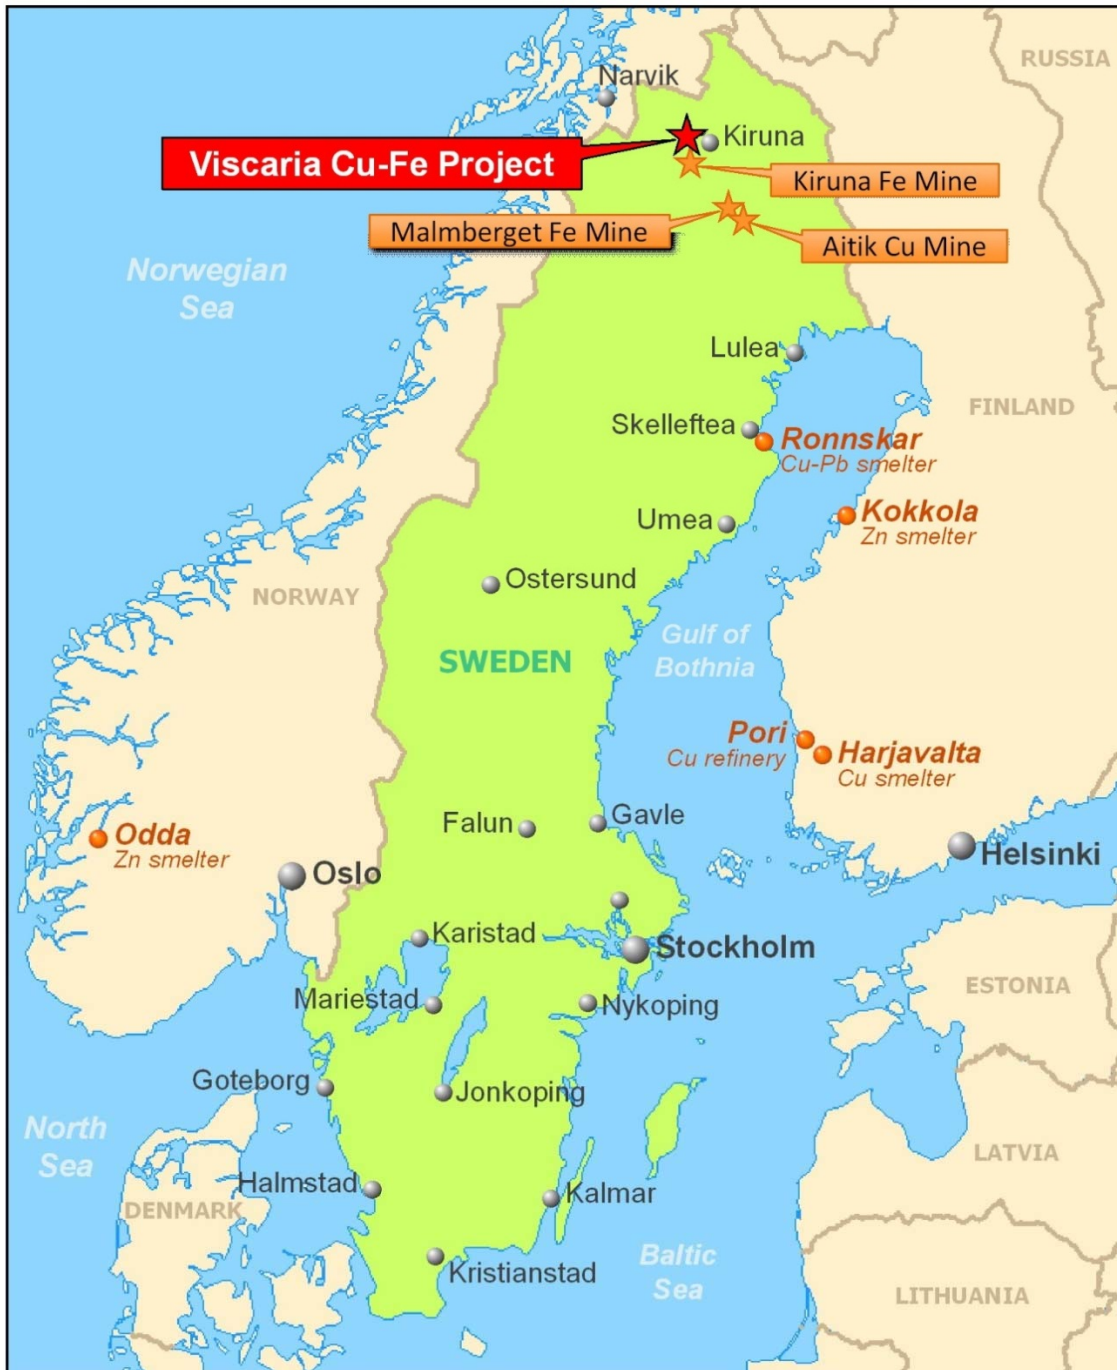 RUSSIA
Narvik
Kiruna
Viscaria Cu-Fe Project
Kiruna Fe Mine
Malmberget Fe Mine
Aitik Cu Mine
Norwegian
Sea
Lulea
FINLAND
Skelleftea
Ronnskar
Cu-Pb smelter
Kokkola
Zn smelter
Umea
Ostersund
NORWAY
Gulf of
Bothnia
SWEDEN
Pori
Cu refinery
Harjavalta
Cu smelter
Odda
Zn smelter
Falun
Gavle
Oslo
Helsinki
Karistad
Stockholm
ESTONIA
Mariestad
Nykoping
Goteborg
Jonkoping
North
Sea
LATVIA
Halmstad
Kalmar
DENMARK
Baltic
Sea
Kristianstad
LITHUANIA